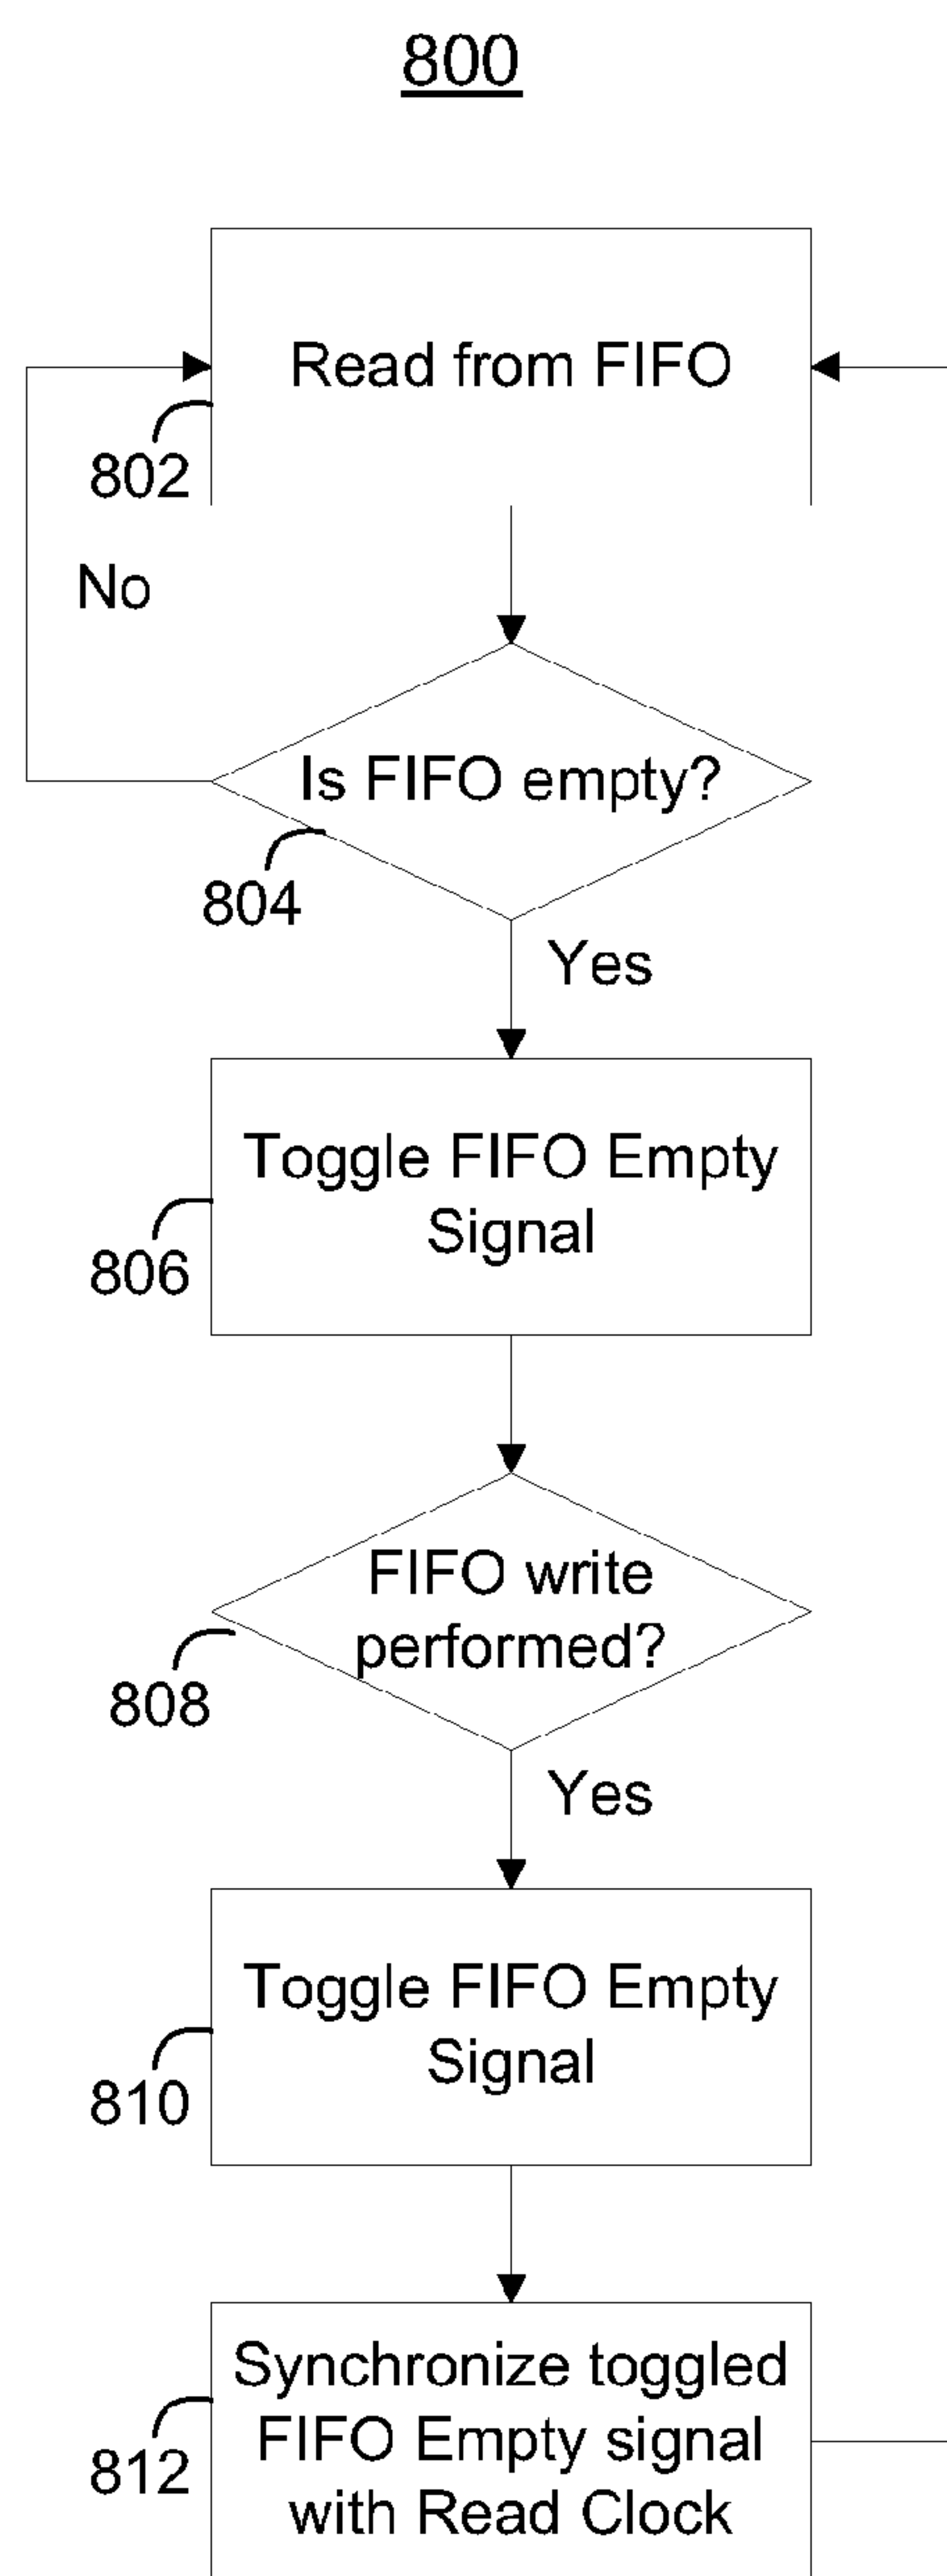 800
Read from FIFO
802
No
Is FIFO empty?
804
Yes
Toggle FIFO Empty
Signal
806
FIFO write
performed?
808
Yes
Toggle FIFO Empty
Signal
810
Synchronize toggled
FIFO Empty signal
with Read Clock
812